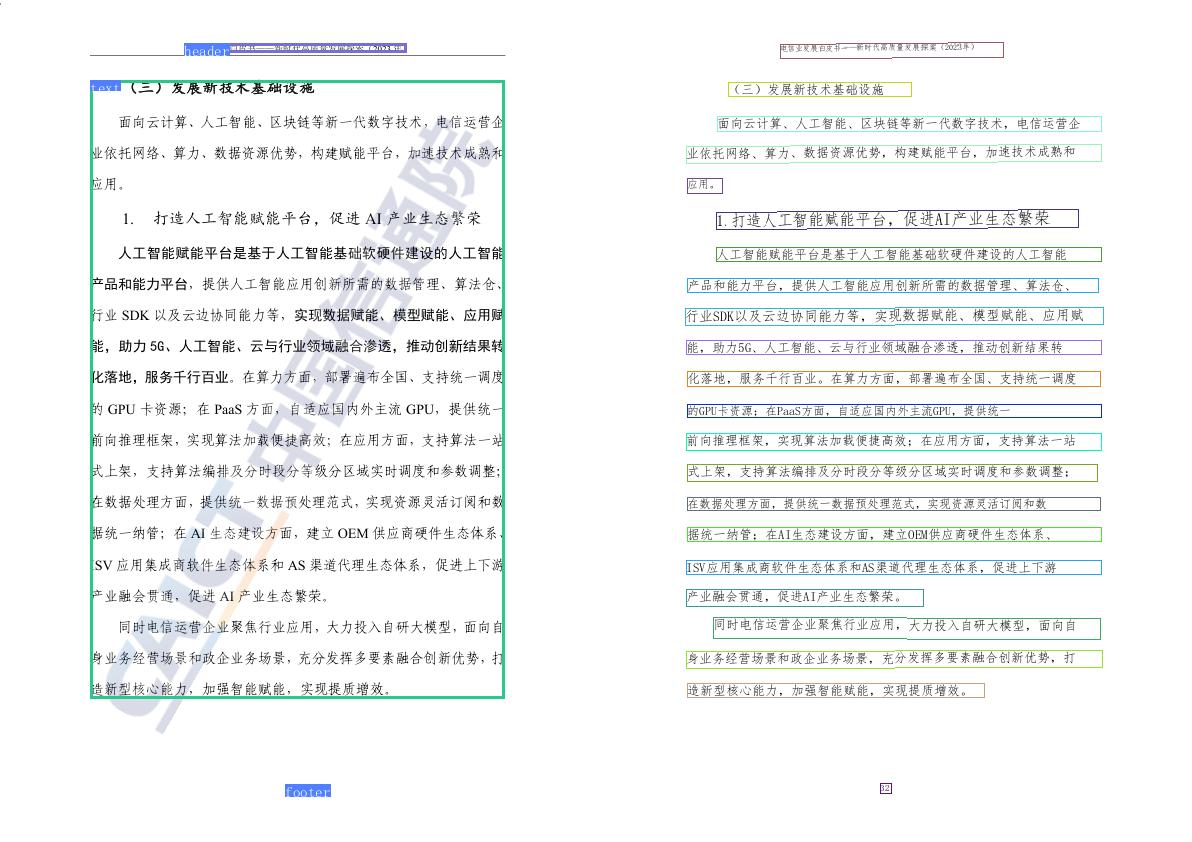 header
text
（三）发展新技术基础设施
面向云计算、人工智能、区块链等新一代数字技术，电信运营企
业依托网络、算力、数据资源优势，构建赋能平台，加速技术成熟和
应用。
1. 打造人工智能赋能平台，促进 AI 产业生态繁荣
人工智能赋能平台是基于人工智能基础软硬件建设的人工智能
产品和能力平台，提供人工智能应用创新所需的数据管理、算法仓、
行业 SDK 以及云边协同能力等，实现数据赋能、模型赋能、应用赋
能，助力 5G、人工智能、云与行业领域融合渗透，推动创新结果转
化落地，服务千行百业。在算力方面，部署遍布全国、支持统一调度
的 GPU 卡资源；在 PaaS 方面，自适应国内外主流 GPU，提供统一
前向推理框架，实现算法加载便捷高效；在应用方面，支持算法一站
式上架，支持算法编排及分时段分等级分区域实时调度和参数调整；
在数据处理方面，提供统一数据预处理范式，实现资源灵活订阅和数
据统一纳管；在 AI 生态建设方面，建立 OEM 供应商硬件生态体系、
ISV 应用集成商软件生态体系和 AS 渠道代理生态体系，促进上下游
产业融会贯通，促进 AI 产业生态繁荣。
同时电信运营企业聚焦行业应用，大力投入自研大模型，面向自
身业务经营场景和政企业务场景，充分发挥多要素融合创新优势，打
造新型核心能力，加强智能赋能，实现提质增效。
CAICT 中国信通院
footer
电信业发展白皮书——新时代高质量发展探索（2023年）
（三）发展新技术基础设施
面向云计算、人工智能、区块链等新一代数字技术，电信运营企
业依托网络、算力、数据资源优势，构建赋能平台，加速技术成熟和
应用。
1.打造人工智能赋能平台，促进AI产业生态繁荣
人工智能赋能平台是基于人工智能基础软硬件建设的人工智能
产品和能力平台，提供人工智能应用创新所需的数据管理、算法仓、
行业SDK以及云边协同能力等，实现数据赋能、模型赋能、应用赋
能，助力5G、人工智能、云与行业领域融合渗透，推动创新结果转
化落地，服务千行百业。在算力方面，部署遍布全国、支持统一调度
的GPU卡资源；在PaaS方面，自适应国内外主流GPU，提供统一
前向推理框架，实现算法加载便捷高效；在应用方面，支持算法一站
式上架，支持算法编排及分时段分等级分区域实时调度和参数调整；
在数据处理方面，提供统一数据预处理范式，实现资源灵活订阅和数
据统一纳管；在AI生态建设方面，建立OEM供应商硬件生态体系、
ISV应用集成商软件生态体系和AS渠道代理生态体系，促进上下游
产业融会贯通，促进AI产业生态繁荣。
同时电信运营企业聚焦行业应用，大力投入自研大模型，面向自
身业务经营场景和政企业务场景，充分发挥多要素融合创新优势，打
造新型核心能力，加强智能赋能，实现提质增效。
32